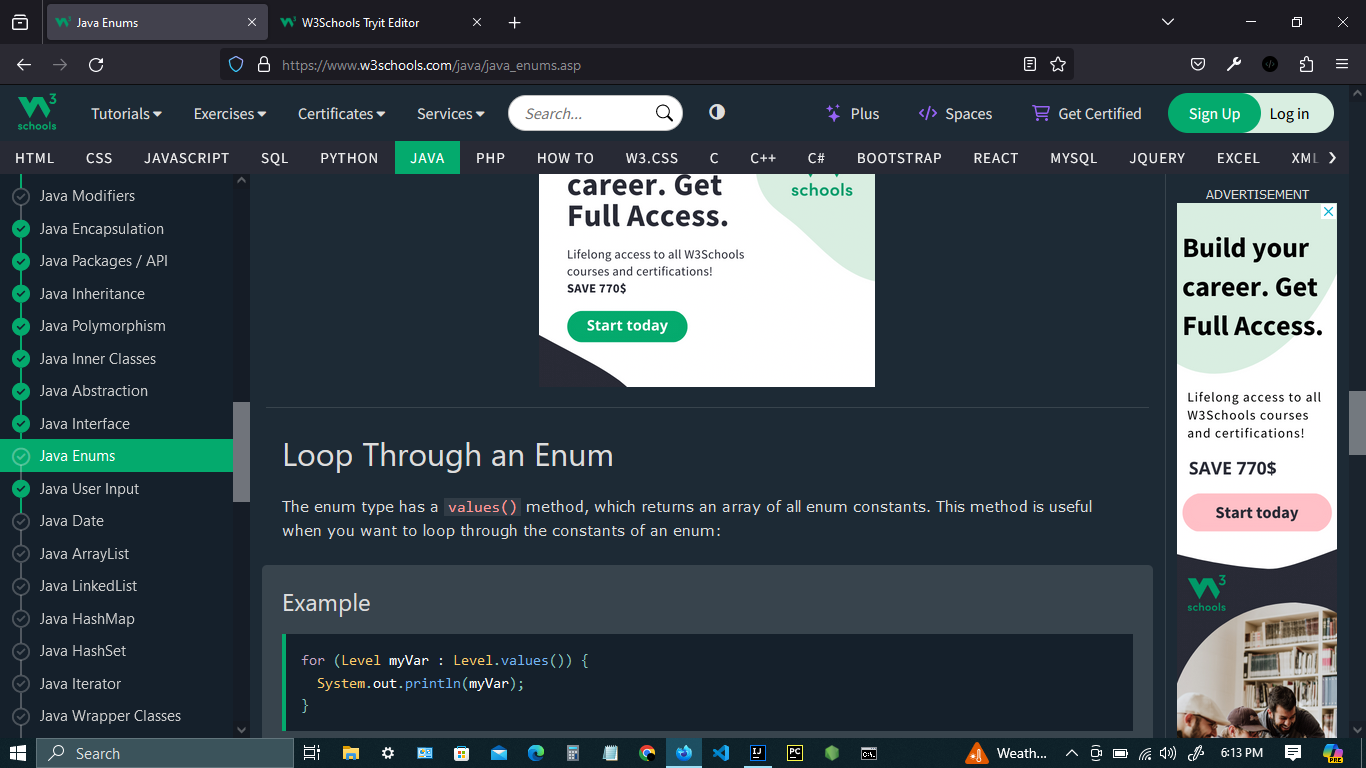 Java Enums
W3Schools Tryit Editor
https://www.w3schools.com/java/java_enums.asp
W3 schools
Tutorials
Exercises
Certificates
Services
Search...
Plus
Spaces
Get Certified
Sign Up
Log in
HTML
CSS
JAVASCRIPT
SQL
PYTHON
JAVA
PHP
HOW TO
W3.CSS
C
C++
C#
BOOTSTRAP
REACT
MYSQL
JQUERY
EXCEL
XML
Java Modifiers
Java Encapsulation
Java Packages / API
Java Inheritance
Java Polymorphism
Java Inner Classes
Java Abstraction
Java Interface
Java Enums
Java User Input
Java Date
Java ArrayList
Java LinkedList
Java HashMap
Java HashSet
Java Iterator
Java Wrapper Classes
career. Get
Full Access.
schools
Lifelong access to all W3Schools
courses and certifications!
SAVE 770$
Start today
Loop Through an Enum
The enum type has a values() method, which returns an array of all enum constants. This method is useful
when you want to loop through the constants of an enum:
Example
for (Level myVar : Level.values()) {
System.out.println(myVar);
}
ADVERTISEMENT
Build your
career. Get
Full Access.
Lifelong access to all
W3Schools courses
and certifications!
SAVE 770$
Start today
W3 schools
Search
Weath...
6:13 PM